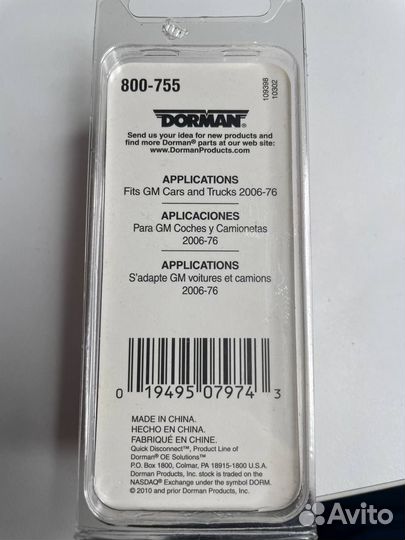 800-755
109398
10302
DORMAN®
Send us your idea for new products and
find more Dorman® parts at our web site:
www.DormanProducts.com
APPLICATIONS
Fits GM Cars and Trucks 2006-76
APLICACIONES
Para GM Coches y Camionetas
2006-76
APPLICATIONS
S'adapte GM voitures et camions
2006-76
0 19495 07974 3
MADE IN CHINA.
HECHO EN CHINA.
FABRIQUÉ EN CHINE.
Quick Disconnect™, Product Line of
Dorman® OE Solutions™
P.O. Box 1800, Colmar, PA 18915-1800 U.S.A.
Dorman Products, Inc. stock is traded on the
NASDAQ® Exchange under the symbol DORM.
© 2010 and prior Dorman Products, Inc.
Avito